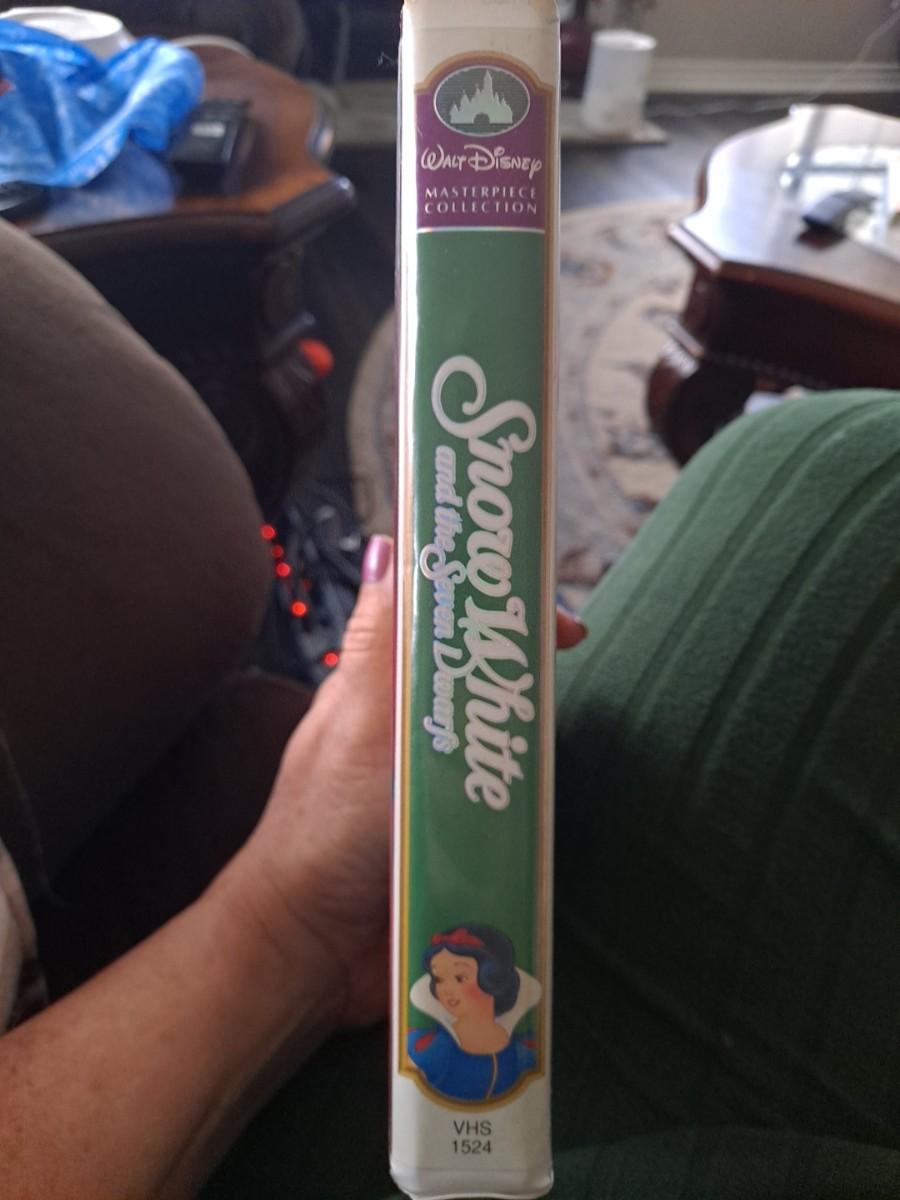 WALT DISNEY
MASTERPIECE
COLLECTION
Snow White
and the Seven Dwarfs
VHS
1524